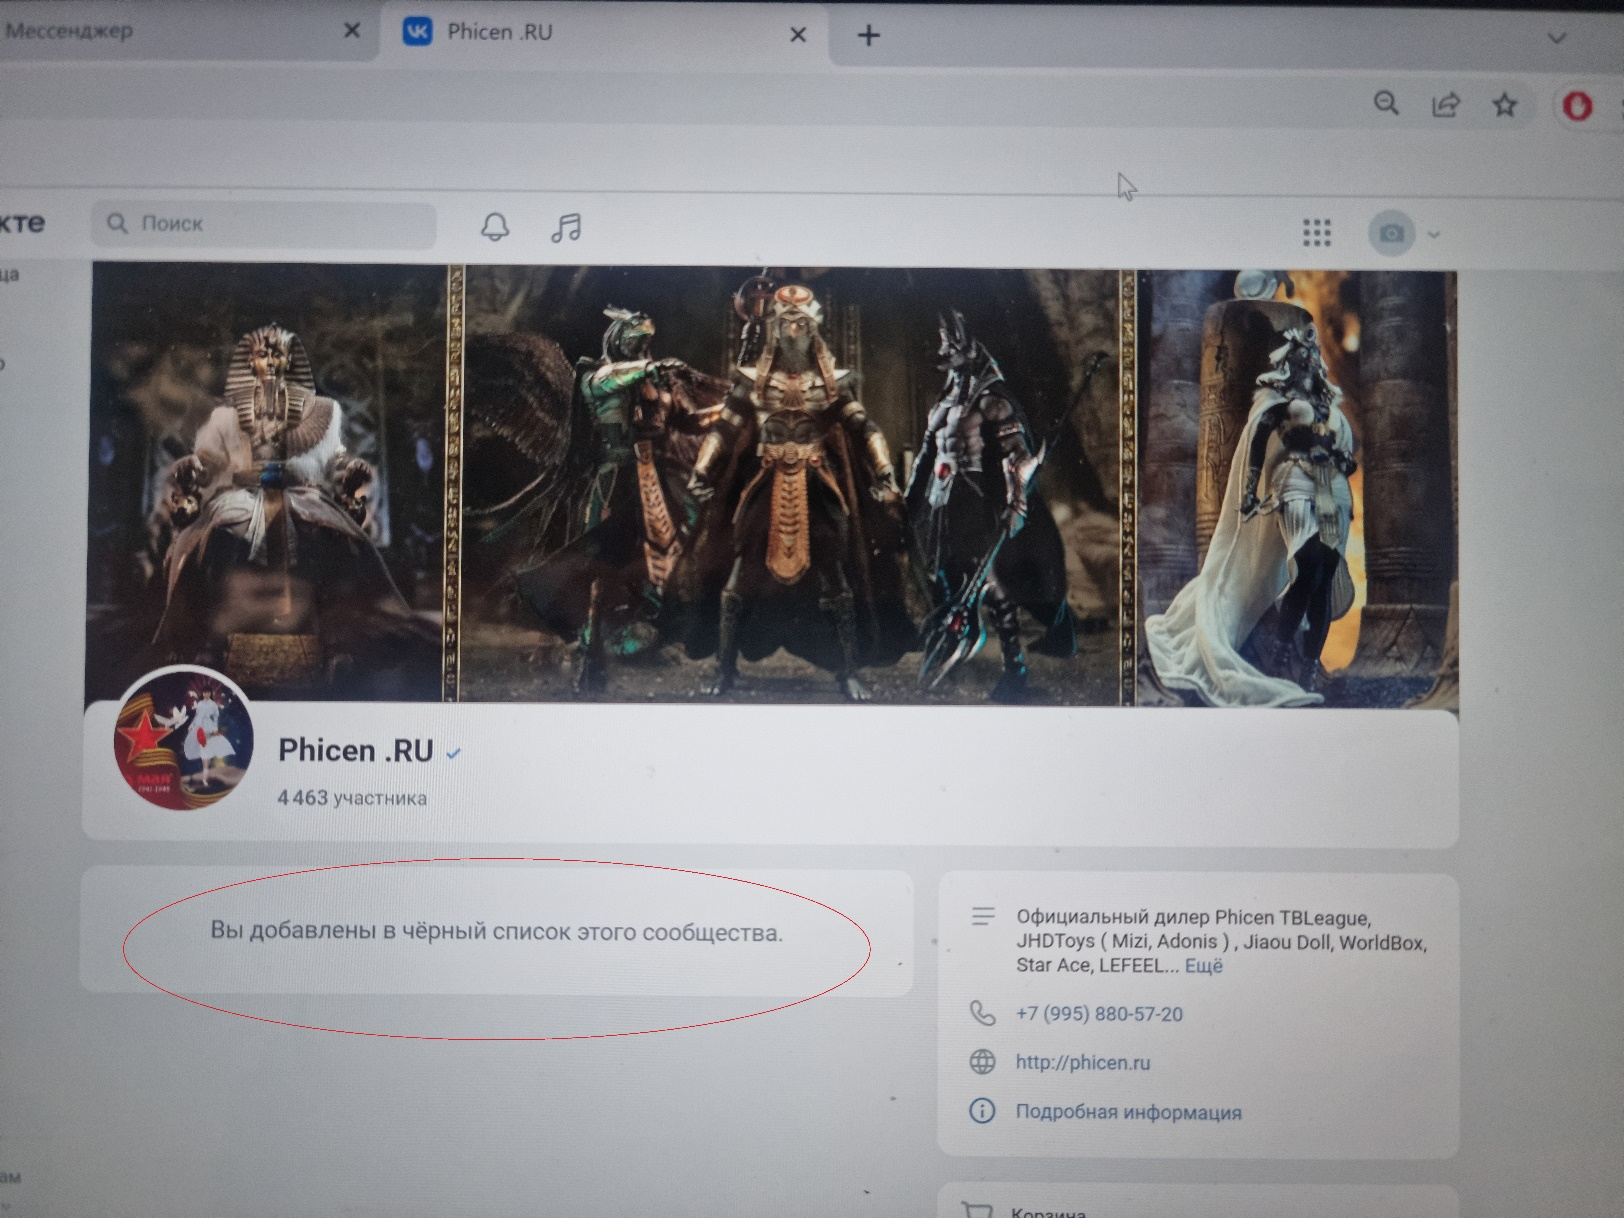 Мессенджер
Phicen .RU
кте
Поиск
ца
Phicen .RU
4 463 участника
Вы добавлены в чёрный список этого сообщества.
Официальный дилер Phicen TBLeague,
JHDToys ( Mizi, Adonis ) , Jiaou Doll, WorldBox,
Star Ace, LEFEEL... Ещё
+7 (995) 880-57-20
http://phicen.ru
Подробная информация
ам
Корзина